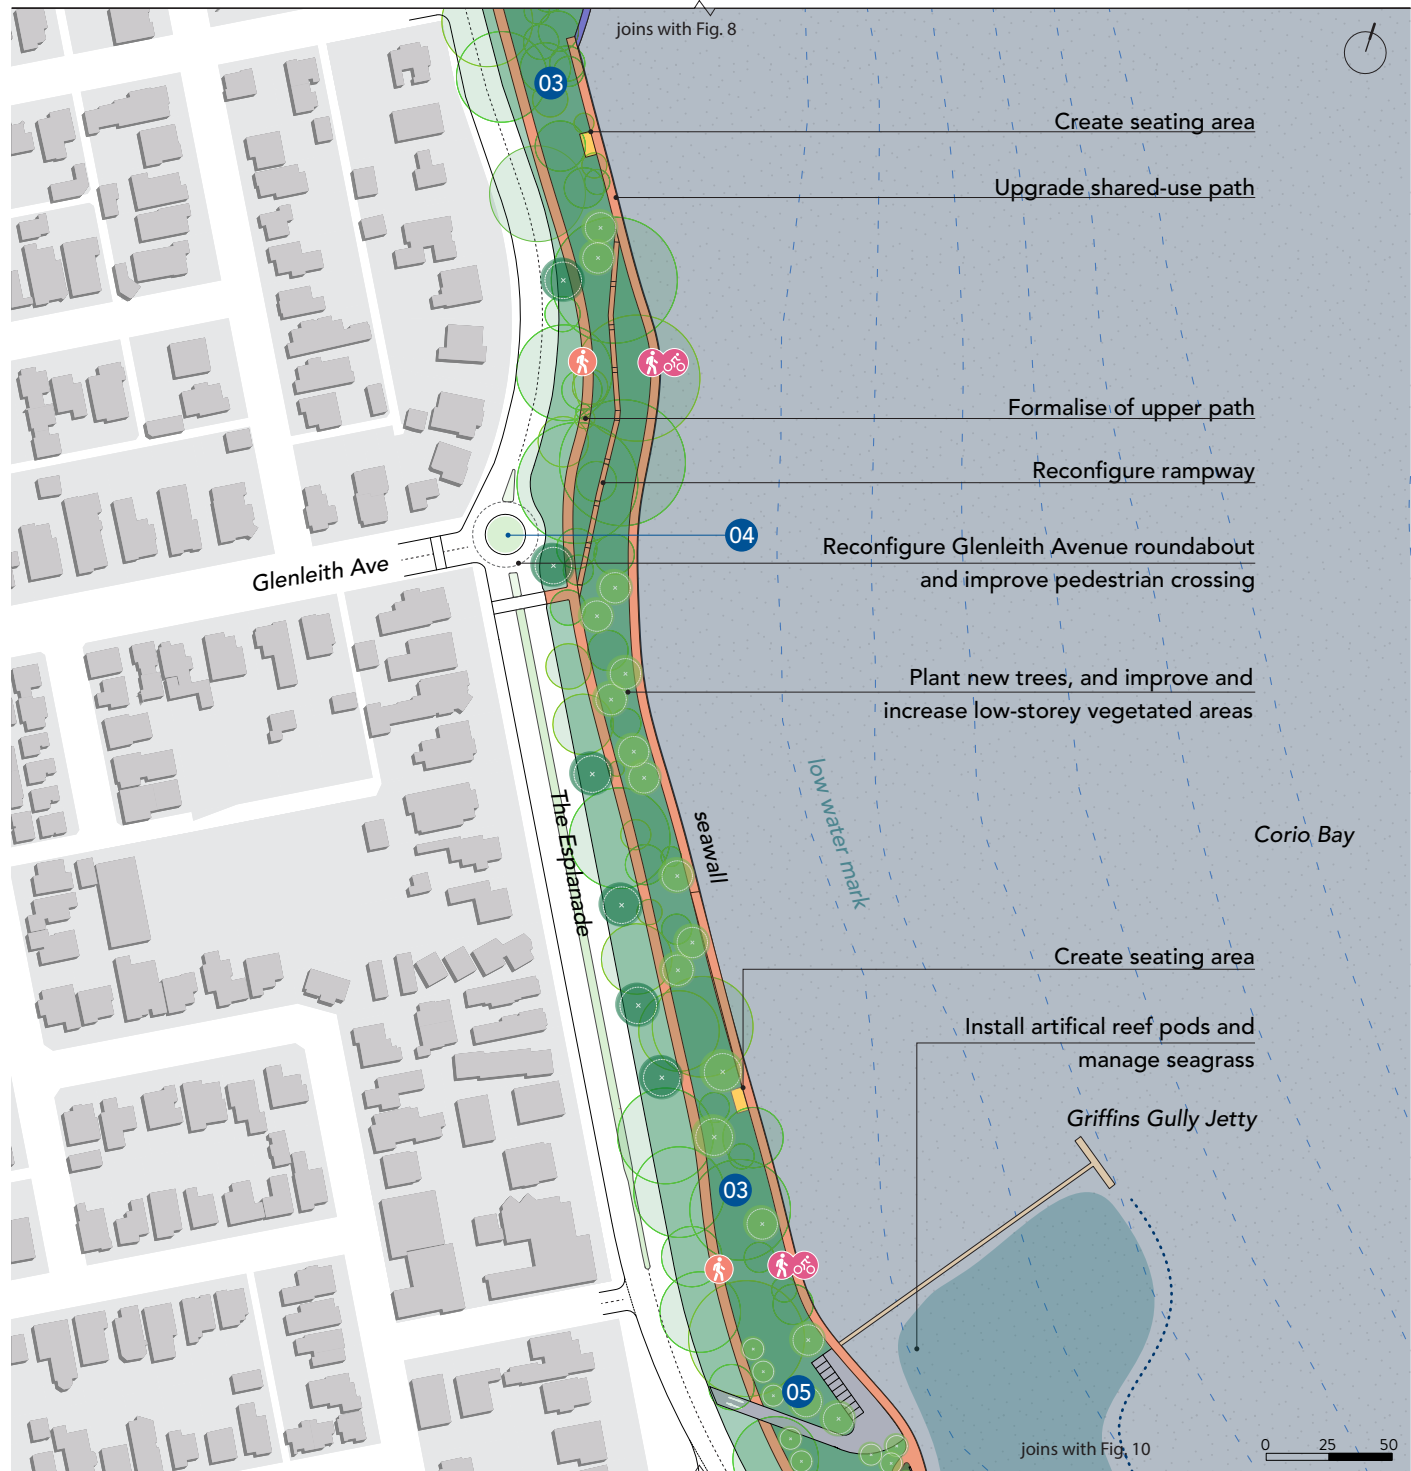 joins with Fig. 8
03
Create seating area
Upgrade shared-use path
Formalise of upper path
Reconfigure rampway
04
Reconfigure Glenleith Avenue roundabout
and improve pedestrian crossing
Glenleith Ave
Plant new trees, and improve and
increase low-storey vegetated areas
low water mark
The Esplanade
seawall
Corio Bay
Create seating area
Install artifical reef pods and
manage seagrass
Griffins Gully Jetty
03
05
joins with Fig. 10
0 25 50